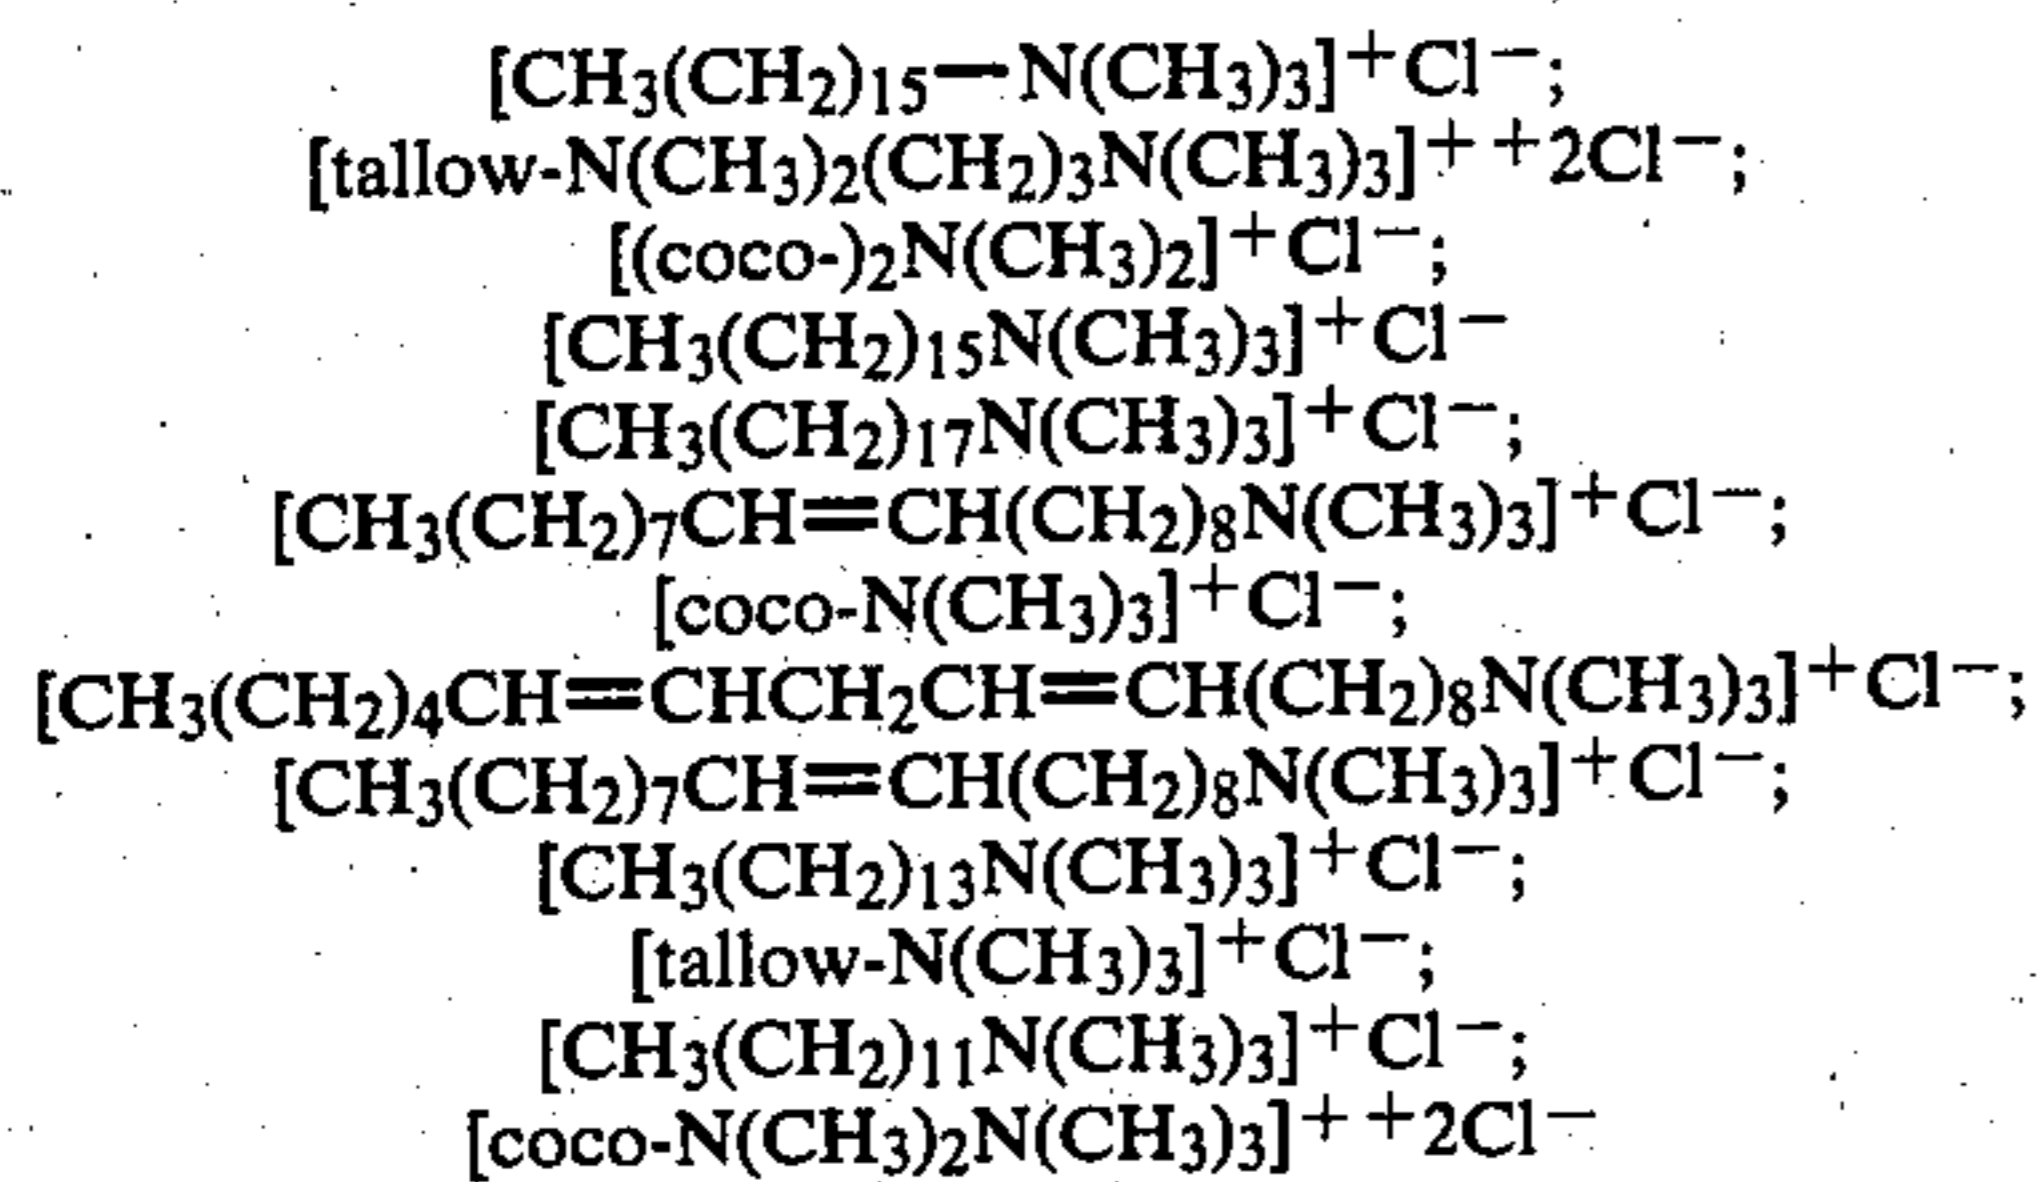 [CH3(CH2)15—N(CH3)3]+Cl−;
[tallow-N(CH3)2(CH2)3N(CH3)3]++2Cl−;
[(coco-)2N(CH3)2]+Cl−;
[CH3(CH2)15N(CH3)3]+Cl−
[CH3(CH2)17N(CH3)3]+Cl−;
[CH3(CH2)7CH=CH(CH2)8N(CH3)3]+Cl−;
[coco-N(CH3)3]+Cl−;
[CH3(CH2)4CH=CHCH2CH=CH(CH2)8N(CH3)3]+Cl−;
[CH3(CH2)7CH=CH(CH2)8N(CH3)3]+Cl−;
[CH3(CH2)13N(CH3)3]+Cl−;
[tallow-N(CH3)3]+Cl−;
[CH3(CH2)11N(CH3)3]+Cl−;
[coco-N(CH3)2N(CH3)3]++2Cl−